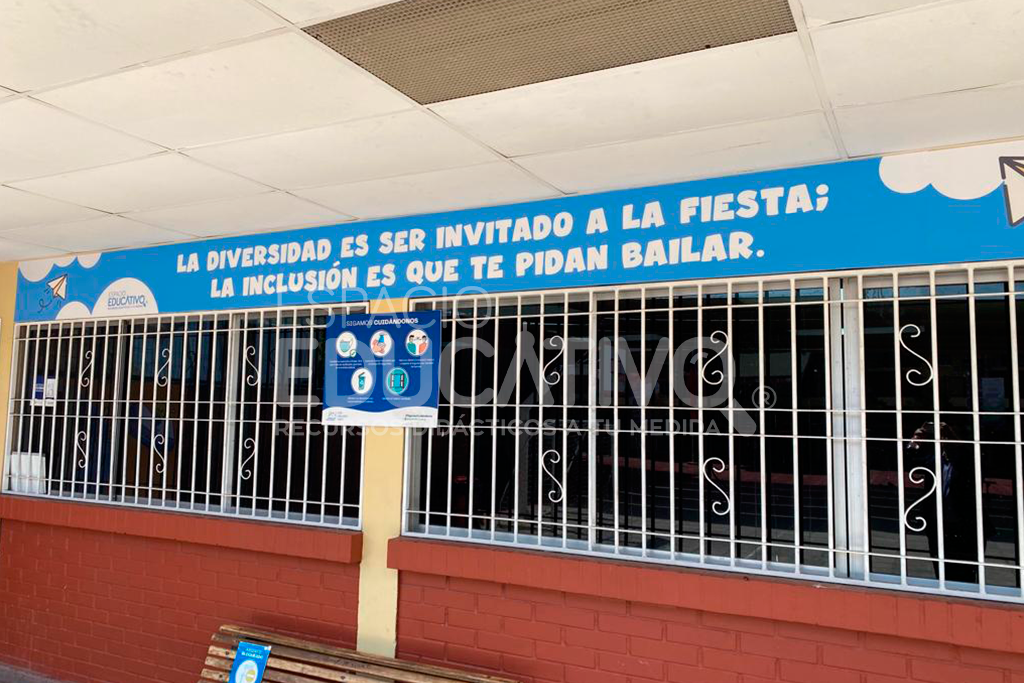 LA DIVERSIDAD ES SER INVITADO A LA FIESTA;
LA INCLUSIÓN ES QUE TE PIDAN BAILAR.
ESPACIO
EDUCATIVO
SEGAMOS CUIDÁNDONOS
ESPACIO
EDUCATIVO®
RECURSOS DIDÁCTICOS A TU MEDIDA